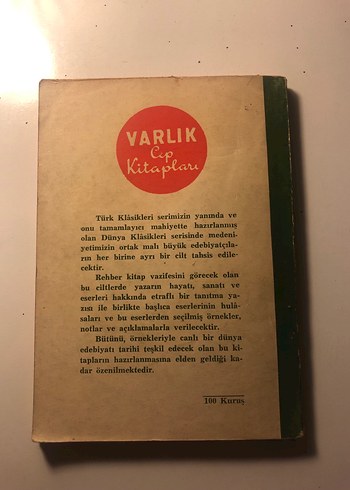 VARLIK
Cep
Kitapları
Türk Klâsikleri serimizin yanında ve
onu tamamlayıcı mahiyette hazırlanmış
olan Dünya Klâsikleri serisinde medeni-
yetimizin ortak malı büyük edebiyatçıla-
rın her birine ayrı bir cilt tahsis edile-
cektir.
Rehber kitap vazifesini görecek olan
bu ciltlerde yazarın hayatı, sanatı ve
eserleri hakkında etraflı bir tanıtma ya-
zısı ile birlikte başlıca eserlerinin hulâ-
saları ve bu eserlerden seçilmiş örnekler,
notlar ve açıklamalarla verilecektir.
Bütünü, örnekleriyle canlı bir dünya
edebiyatı tarihi teşkil edecek olan bu ki-
tapların hazırlanmasına elden geldiği ka-
dar özenilmektedir.
100 Kuruş